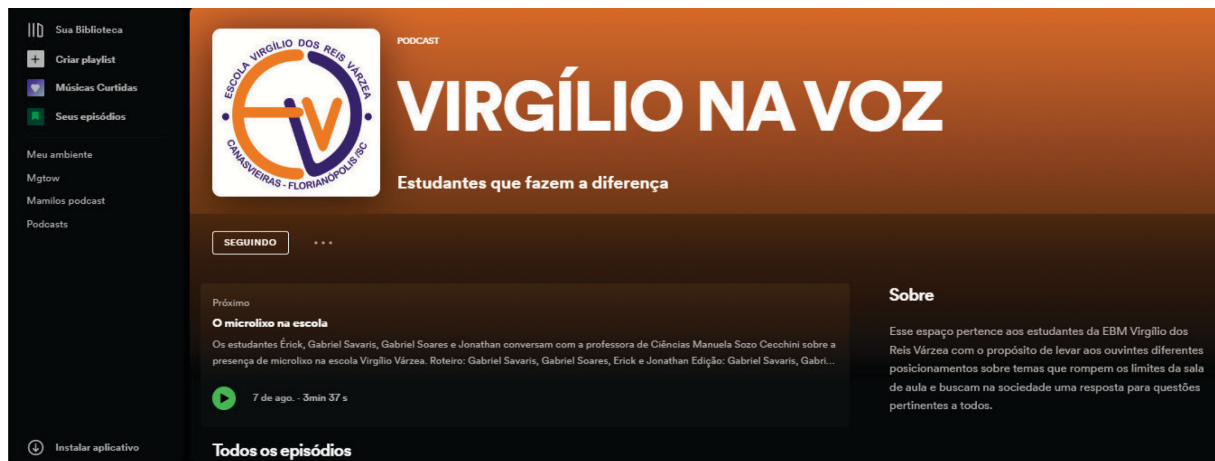 Sua Biblioteca
Criar playlist
Músicas Curtidas
Seus episódios
Meu ambiente
Mgtow
Mamilos podcast
Podcasts
Instalar aplicativo
ESCOLA VIRGÍLIO DOS REIS VÁRZEA
CANASVIEIRAS - FLORIANÓPOLIS/SC
EV
PODCAST
VIRGÍLIO NA VOZ
Estudantes que fazem a diferença
SEGUINDO
Próximo
O microlixo na escola
Os estudantes Érick, Gabriel Savaris, Gabriel Soares e Jonathan conversam com a professora de Ciências Manuela Sozo Cecchini sobre a
presença de microlixo na escola Virgílio Várzea. Roteiro: Gabriel Savaris, Gabriel Soares, Erick e Jonathan Edição: Gabriel Savaris, Gabri...
7 de ago. · 3min 37 s
Todos os episódios
Sobre
Esse espaço pertence aos estudantes da EBM Virgílio dos
Reis Várzea com o propósito de levar aos ouvintes diferentes
posicionamentos sobre temas que rompem os limites da sala
de aula e buscam na sociedade uma resposta para questões
pertinentes a todos.